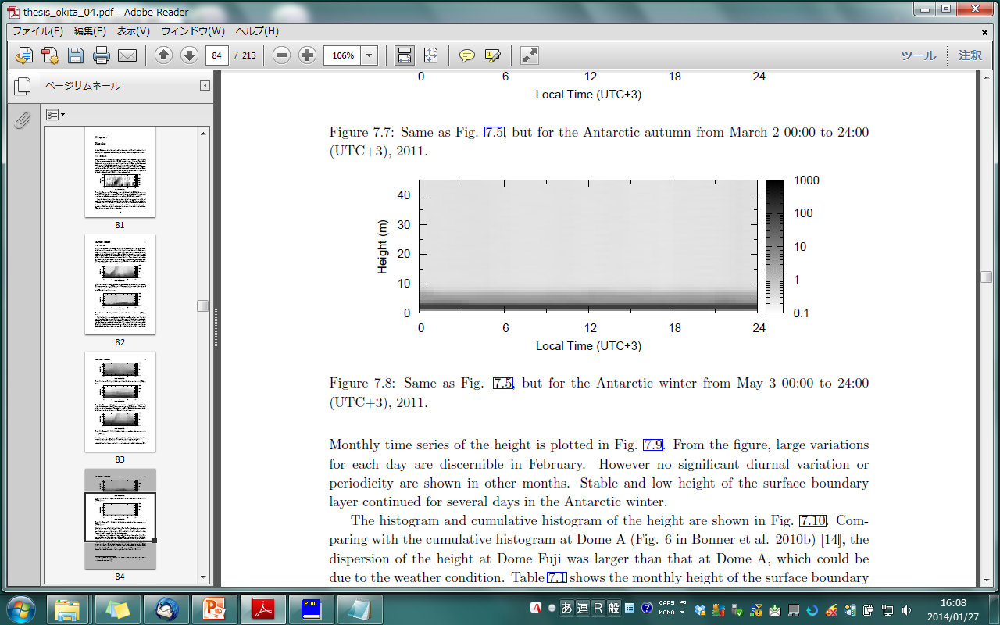 thesis_okita_04.pdf - Adobe Reader
ファイル(F) 編集(E) 表示(V) ウィンドウ(W) ヘルプ(H)
84 / 213 106% ツール 注釈
ページサムネール
81
82
83
84
0 6 12 18 24
Local Time (UTC+3)
Figure 7.7: Same as Fig. 7.5, but for the Antarctic autumn from March 2 00:00 to 24:00
(UTC+3), 2011.
Height (m)
40
30
20
10
0
0 6 12 18 24
Local Time (UTC+3)
1000
100
10
1
0.1
Figure 7.8: Same as Fig. 7.5, but for the Antarctic winter from May 3 00:00 to 24:00
(UTC+3), 2011.
Monthly time series of the height is plotted in Fig. 7.9. From the figure, large variations
for each day are discernible in February. However no significant diurnal variation or
periodicity are shown in other months. Stable and low height of the surface boundary
layer continued for several days in the Antarctic winter.
The histogram and cumulative histogram of the height are shown in Fig. 7.10. Com-
paring with the cumulative histogram at Dome A (Fig. 6 in Bonner et al. 2010b) [14], the
dispersion of the height at Dome Fuji was larger than that at Dome A, which could be
due to the weather condition. Table 7.1 shows the monthly height of the surface boundary
PDIC
A あ 連 R 般
CAPS
KANA
16:08
2014/01/27